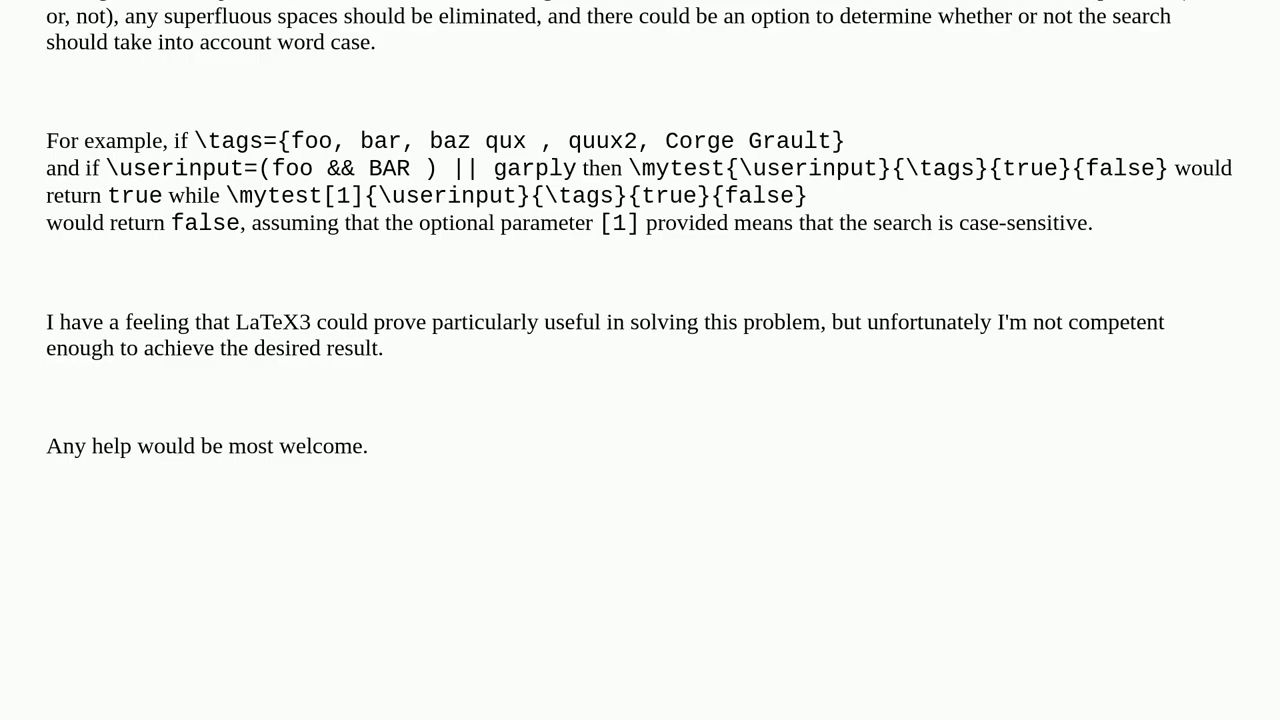 or, not), any superfluous spaces should be eliminated, and there could be an option to determine whether or not the search
should take into account word case.
For example, if \tags={foo, bar, baz qux , quux2, Corge Grault}
and if \userinput=(foo && BAR ) || garply then \mytest{\userinput}{\tags}{true}{false} would
return true while \mytest[1]{\userinput}{\tags}{true}{false}
would return false, assuming that the optional parameter [1] provided means that the search is case-sensitive.
I have a feeling that LaTeX3 could prove particularly useful in solving this problem, but unfortunately I'm not competent
enough to achieve the desired result.
Any help would be most welcome.